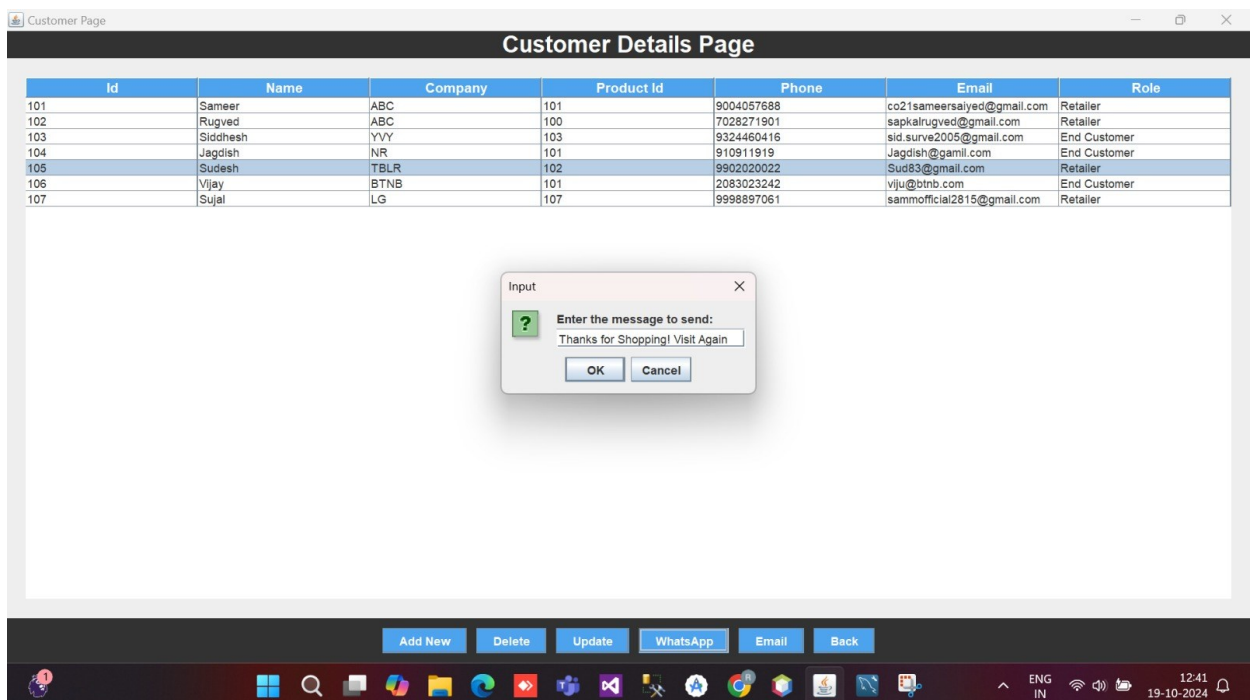 Customer Page
Customer Details Page
Id Name Company Product Id Phone Email Role
101 Sameer ABC 101 9004057688 co21sameersaiyed@gmail.com Retailer
102 Rugved ABC 100 7028271901 sapkalrugved@gmail.com Retailer
103 Siddhesh YVY 103 9324460416 sid.surve2005@gmail.com End Customer
104 Jagdish NR 101 910911919 Jagdish@gamil.com End Customer
105 Sudesh TBLR 102 9902020022 Sud83@gmail.com Retailer
106 Vijay BTNB 101 2083023242 viju@btnb.com End Customer
107 Sujal LG 107 9998897061 sammofficial2815@gmail.com Retailer
Input
Enter the message to send:
Thanks for Shopping! Visit Again
OK Cancel
Add New Delete Update WhatsApp Email Back
1
ENG
IN
12:41
19-10-2024